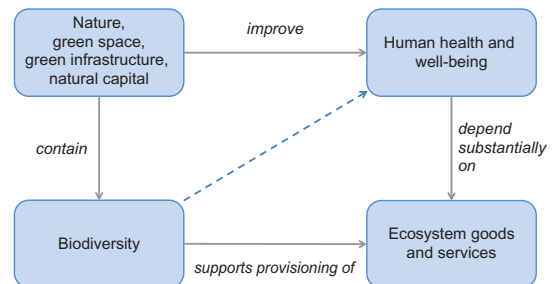 Nature,
green space,
green infrastructure,
natural capital
improve
Human health and
well-being
contain
depend
substantially
on
Biodiversity
supports provisioning of
Ecosystem goods
and services